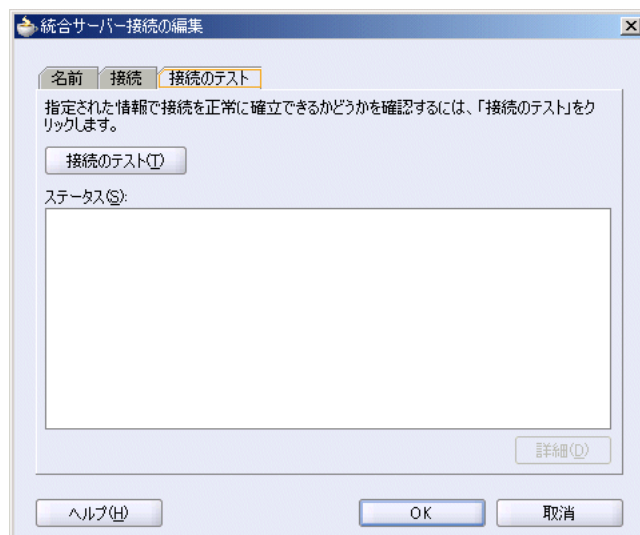 統合サーバー接続の編集
名前 接続 接続のテスト
指定された情報で接続を正常に確立できるかどうかを確認するには、「接続のテスト」をク
リックします。
接続のテスト(T)
ステータス(S):
詳細(D)
ヘルプ(H) OK 取消